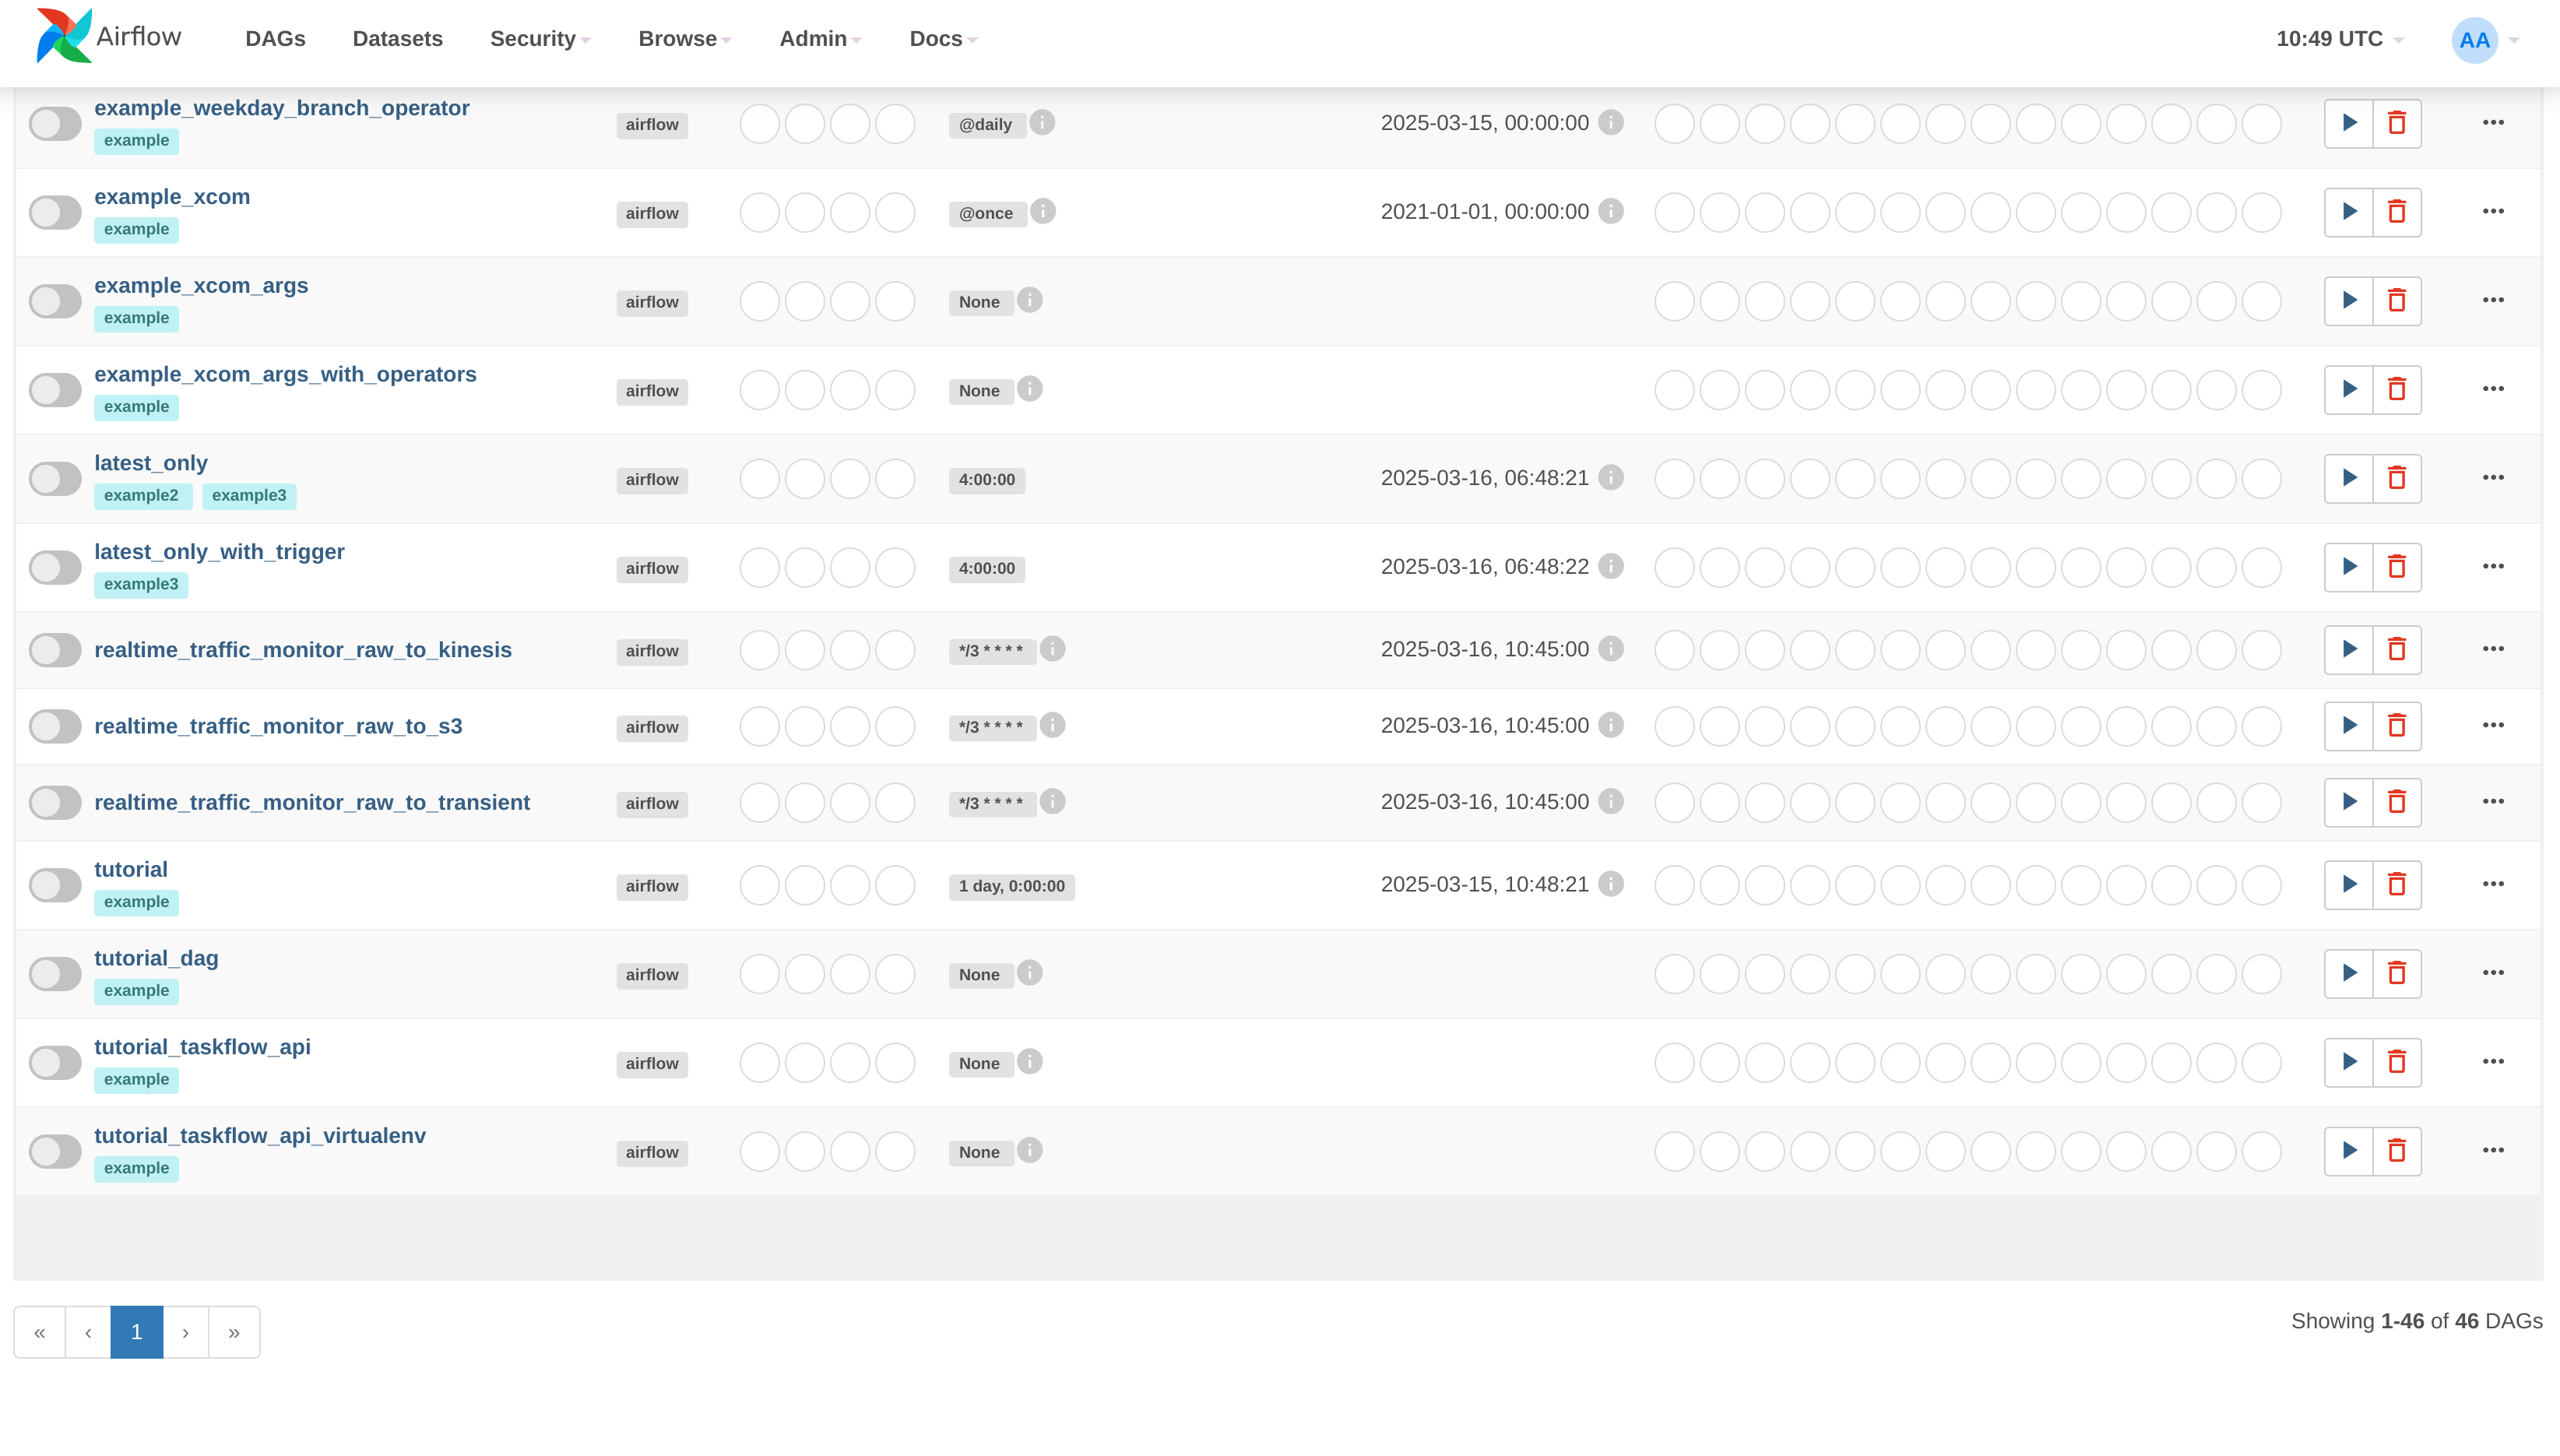 Airflow DAGs Datasets Security Browse Admin Docs 10:49 UTC AA
example_weekday_branch_operator
example airflow @daily 2025-03-15, 00:00:00
example_xcom
example airflow @once 2021-01-01, 00:00:00
example_xcom_args
example airflow None
example_xcom_args_with_operators
example airflow None
latest_only
example2 example3 airflow 4:00:00 2025-03-16, 06:48:21
latest_only_with_trigger
example3 airflow 4:00:00 2025-03-16, 06:48:22
realtime_traffic_monitor_raw_to_kinesis airflow */3 * * * * 2025-03-16, 10:45:00
realtime_traffic_monitor_raw_to_s3 airflow */3 * * * * 2025-03-16, 10:45:00
realtime_traffic_monitor_raw_to_transient airflow */3 * * * * 2025-03-16, 10:45:00
tutorial
example airflow 1 day, 0:00:00 2025-03-15, 10:48:21
tutorial_dag
example airflow None
tutorial_taskflow_api
example airflow None
tutorial_taskflow_api_virtualenv
example airflow None
« ‹ 1 › » Showing 1-46 of 46 DAGs